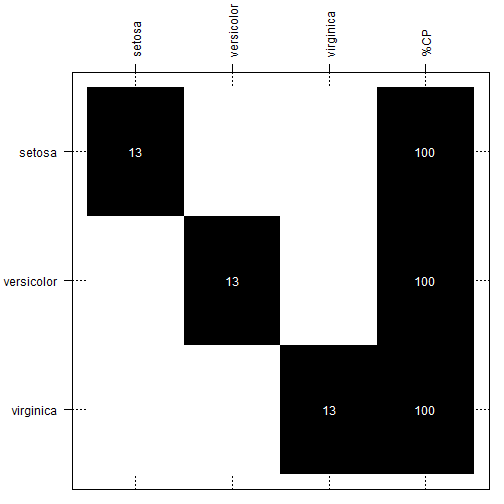 setosa
versicolor
virginica
%CP
setosa 13 100
versicolor 13 100
virginica 13 100